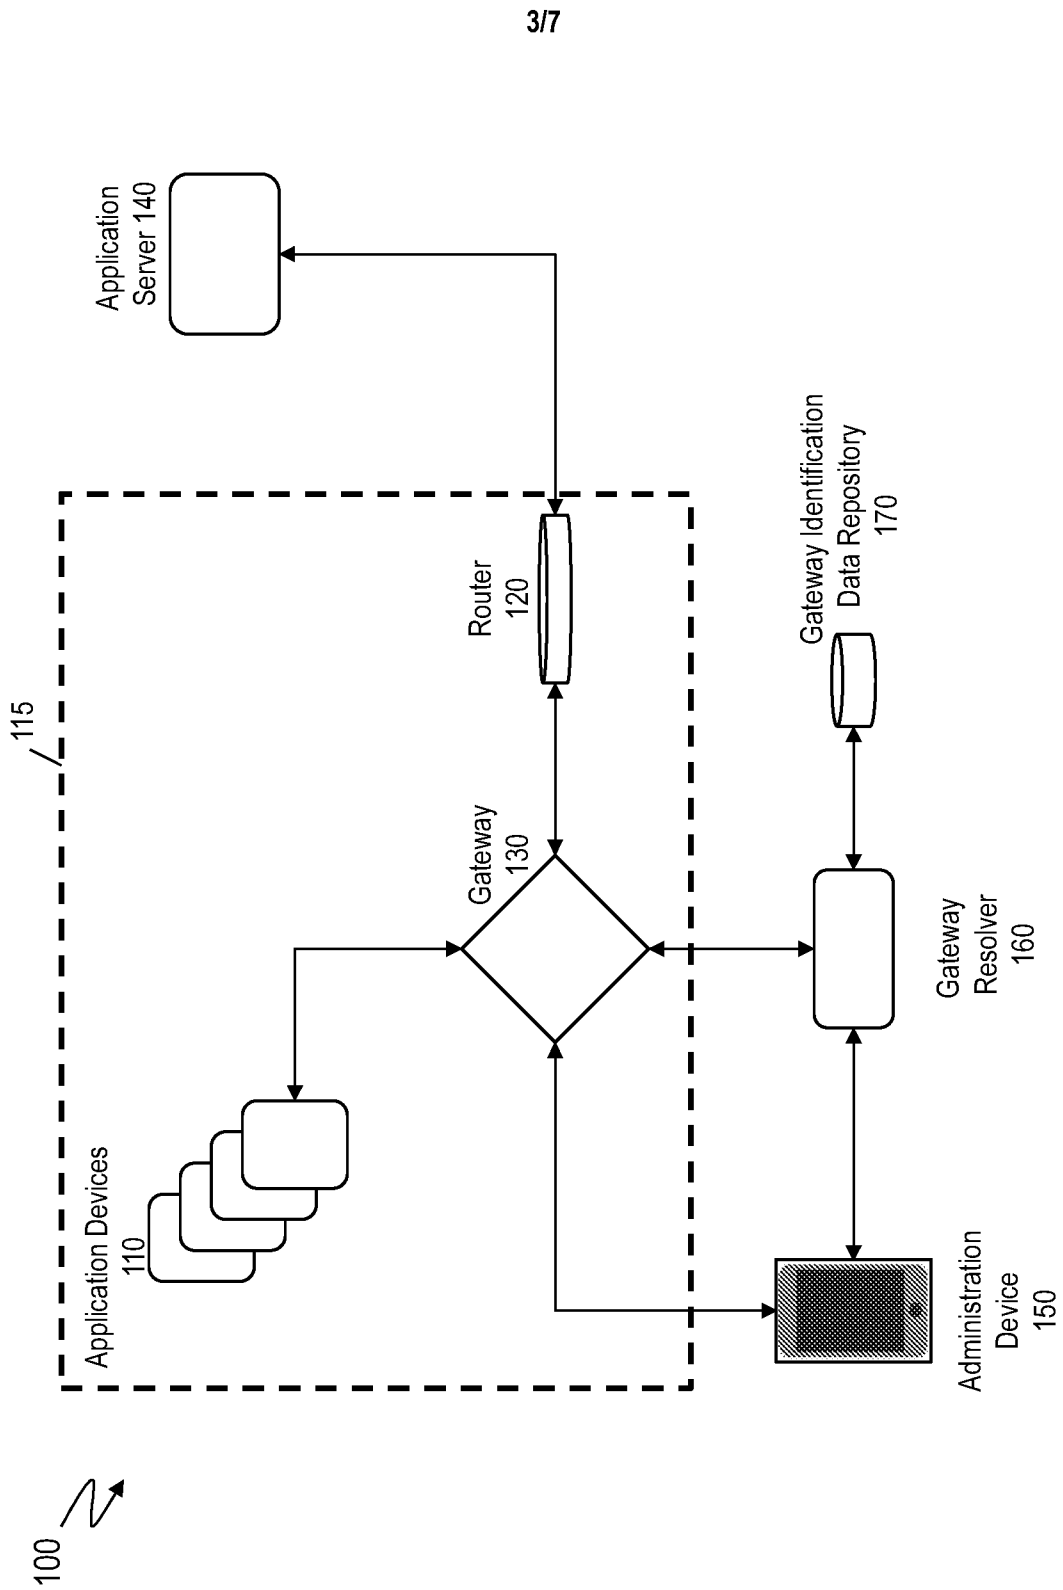 3/7
100
115
Application Devices
110
Application
Server 140
Gateway
130
Router
120
Administration
Device
150
Gateway
Resolver
160
Gateway Identification
Data Repository
170